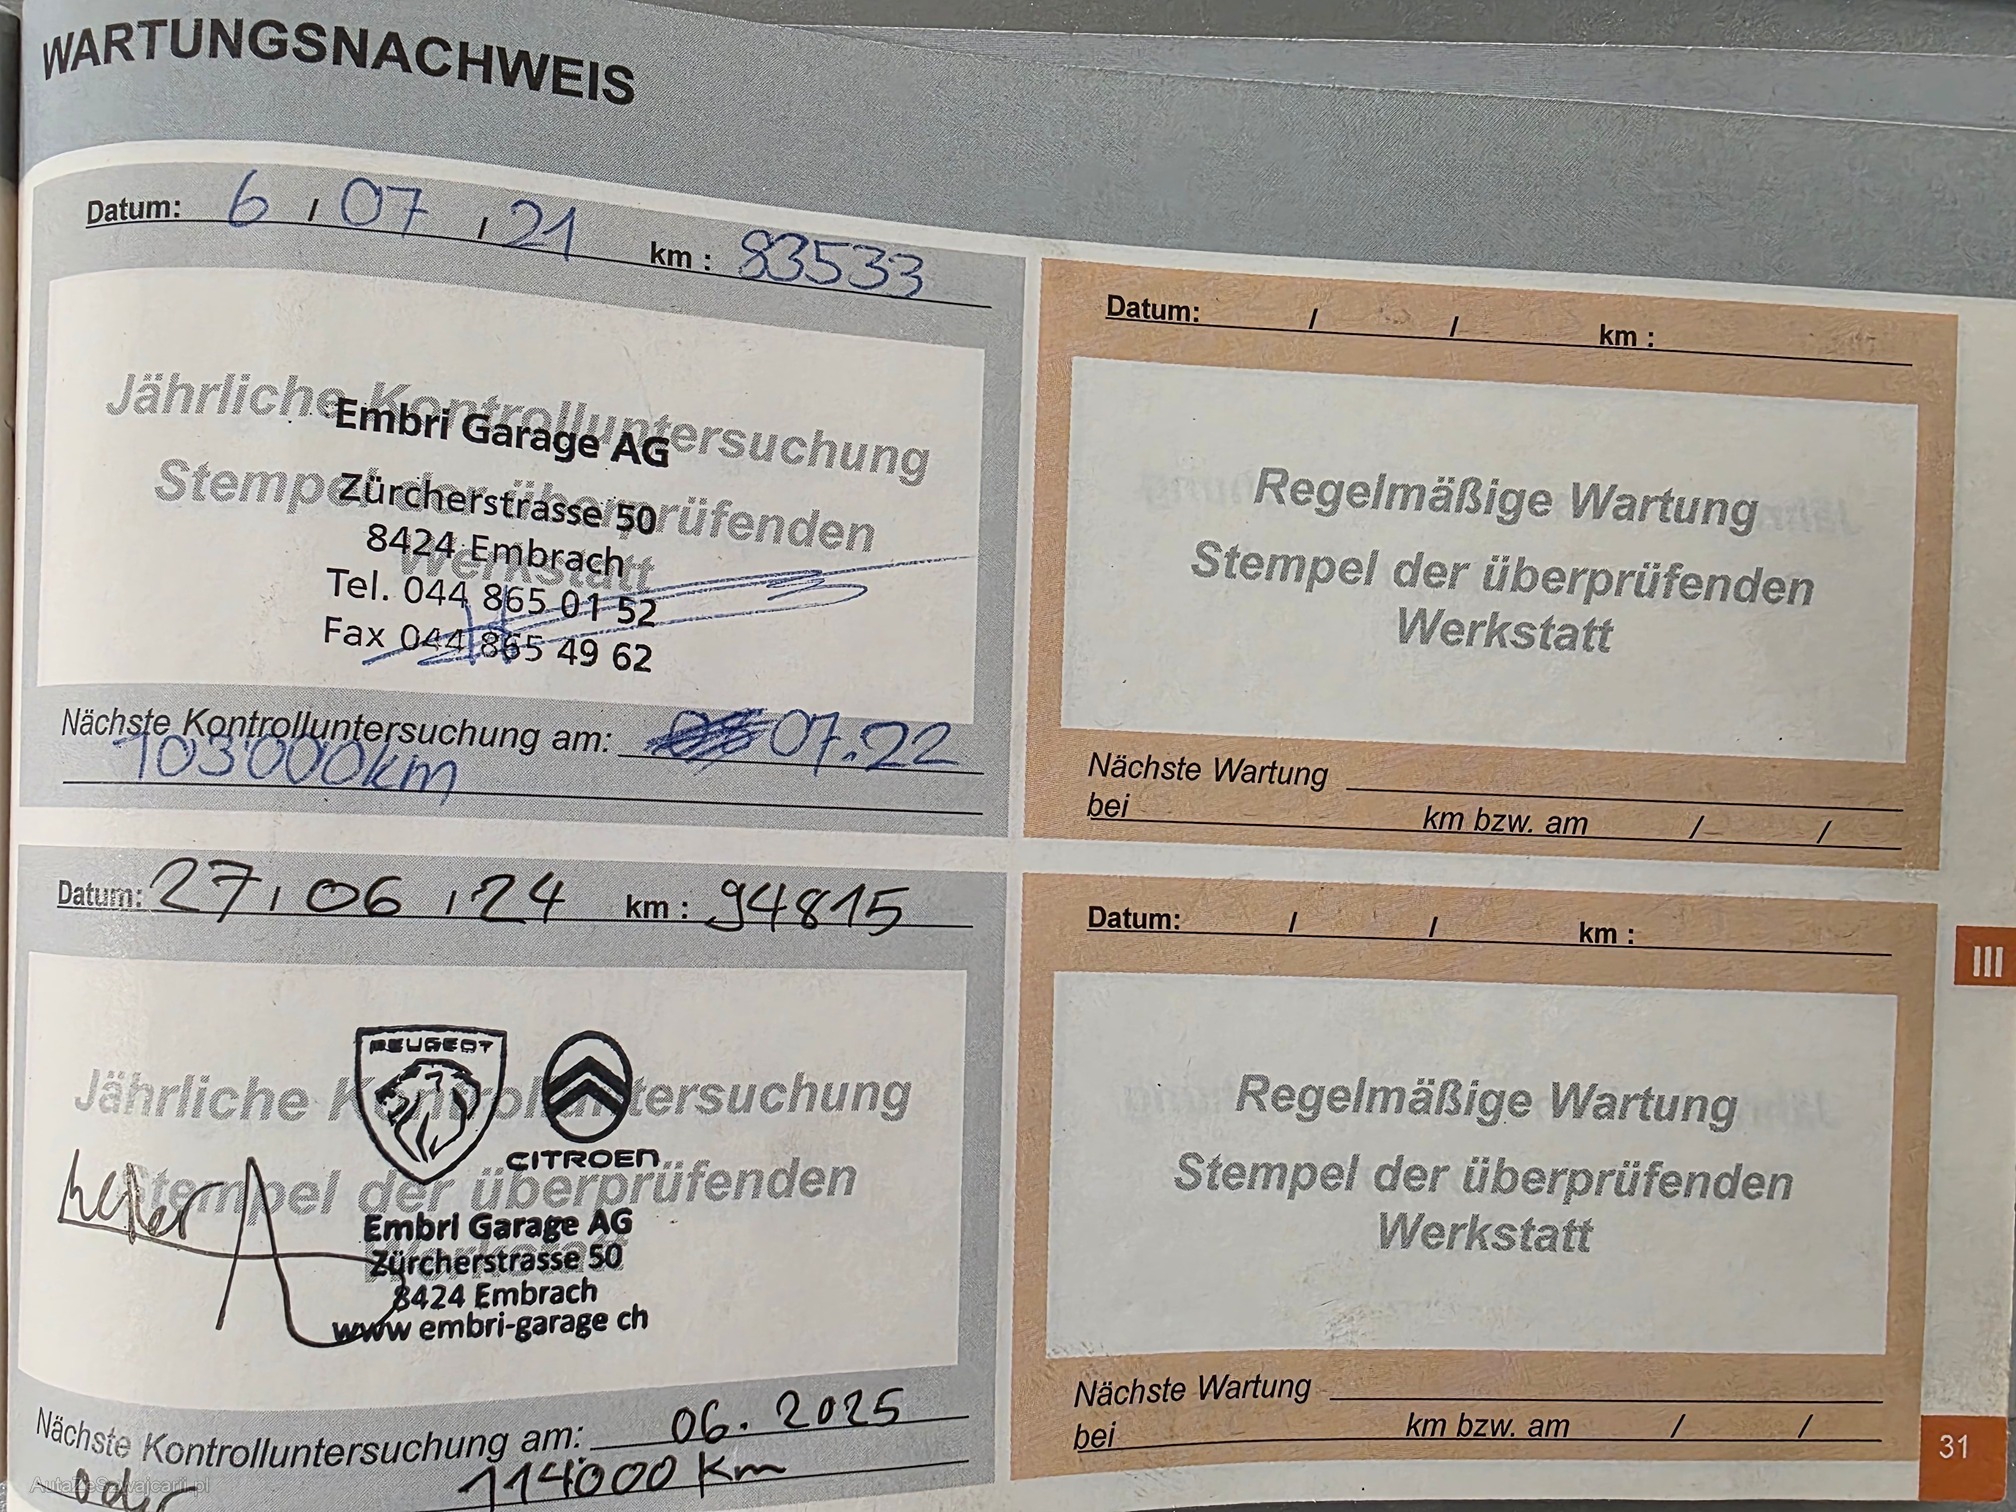 WARTUNGSNACHWEIS
Datum: 6 / 07 / 21 km : 83533
Jährliche Kontrolluntersuchung
Stempel der überprüfenden
Werkstatt
Embri Garage AG
Zürcherstrasse 50
8424 Embrach
Tel. 044 865 01 52
Fax 044 865 49 62
Nächste Kontrolluntersuchung am: 07.22
103'000km
Datum: 27 / 06 / 24 km : 94815
Jährliche Kontrolluntersuchung
Stempel der überprüfenden
Werkstatt
PEUGEOT
CITROËN
Embri Garage AG
Zürcherstrasse 50
8424 Embrach
www embri-garage ch
Nächste Kontrolluntersuchung am: 06.2025
oder 114000 km
Datum: / / km :
Regelmäßige Wartung
Stempel der überprüfenden
Werkstatt
Nächste Wartung
bei km bzw. am / /
Datum: / / km :
Regelmäßige Wartung
Stempel der überprüfenden
Werkstatt
Nächste Wartung
bei km bzw. am / /
III
31
AutaZeSzwajcarii.pl